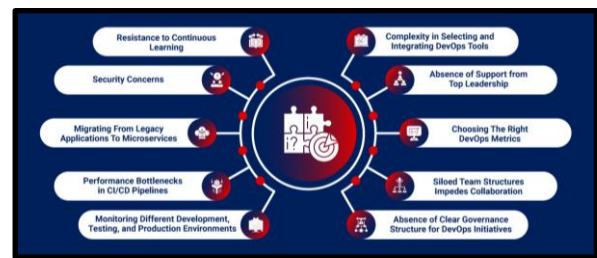 Resistance to Continuous
Learning
Security Concerns
Migrating From Legacy
Applications To Microservices
Performance Bottlenecks
in CI/CD Pipelines
Monitoring Different Development,
Testing, and Production Environments
Complexity in Selecting and
Integrating DevOps Tools
Absence of Support from
Top Leadership
Choosing The Right
DevOps Metrics
Siloed Team Structures
Impedes Collaboration
Absence of Clear Governance
Structure for DevOps Initiatives